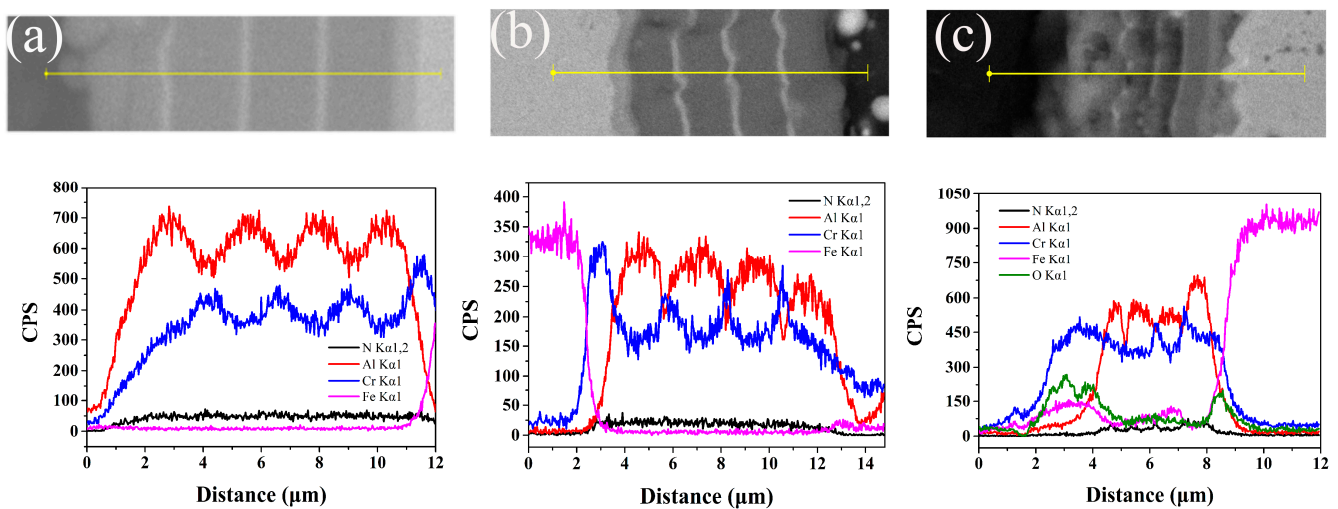 (a)
(b)
(c)
CPS
800
700
600
500
400
300
200
100
0
N Kα1,2
Al Kα1
Cr Kα1
Fe Kα1
0 2 4 6 8 10 12
Distance (μm)
CPS
400
350
300
250
200
150
100
50
0
N Kα1,2
Al Kα1
Cr Kα1
Fe Kα1
0 2 4 6 8 10 12 14
Distance (μm)
CPS
1050
900
750
600
450
300
150
0
N Kα1,2
Al Kα1
Cr Kα1
Fe Kα1
O Kα1
0 2 4 6 8 10 12
Distance (μm)